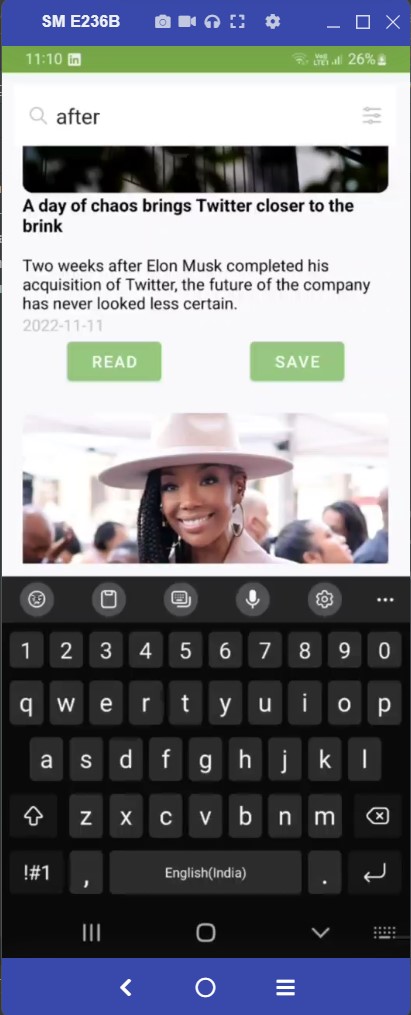 SM E236B
11:10 in
Vo) LTE1 26%
after
A day of chaos brings Twitter closer to the
brink
Two weeks after Elon Musk completed his
acquisition of Twitter, the future of the company
has never looked less certain.
2022-11-11
READ SAVE
1 2 3 4 5 6 7 8 9 0
q w e r t y u i o p
a s d f g h j k l
z x c v b n m
!#1 , English(India) .